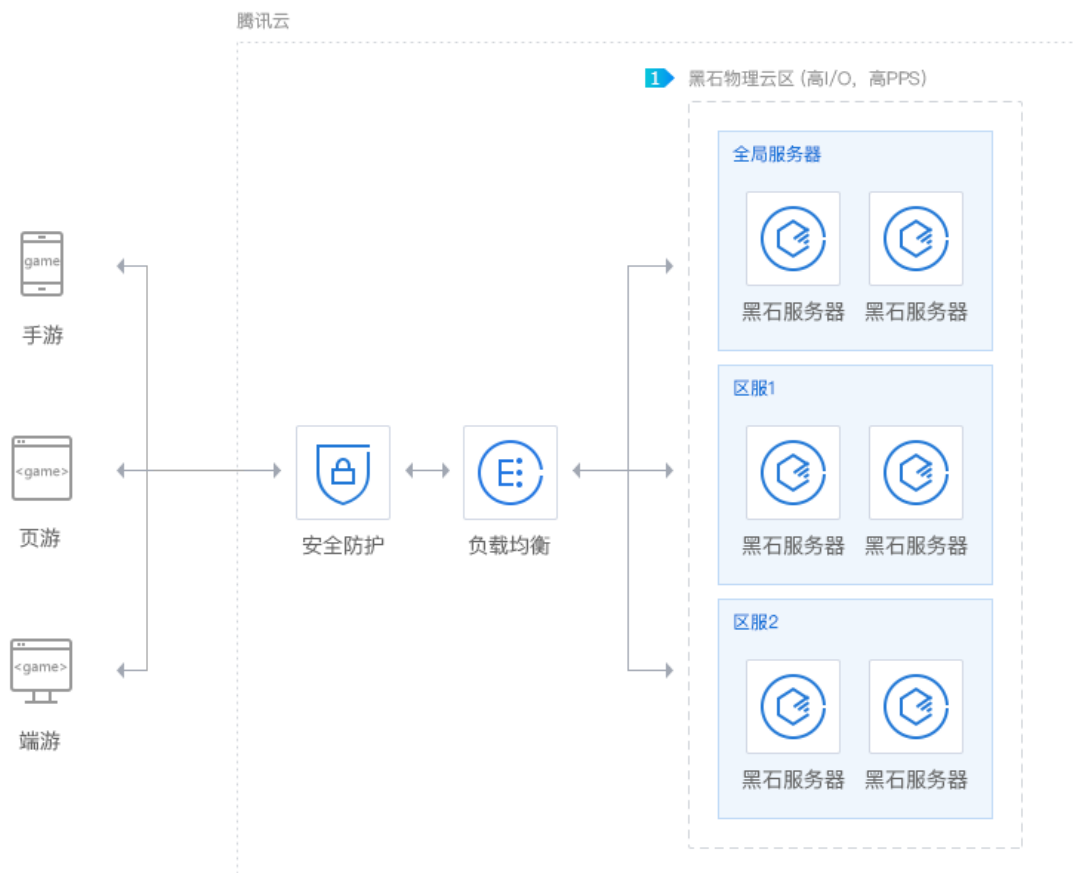 腾讯云
1
黑石物理云区 (高I/O，高PPS)
全局服务器
黑石服务器 黑石服务器
game
手游
区服1
<game>
页游
安全防护
负载均衡
黑石服务器 黑石服务器
区服2
<game>
端游
黑石服务器 黑石服务器